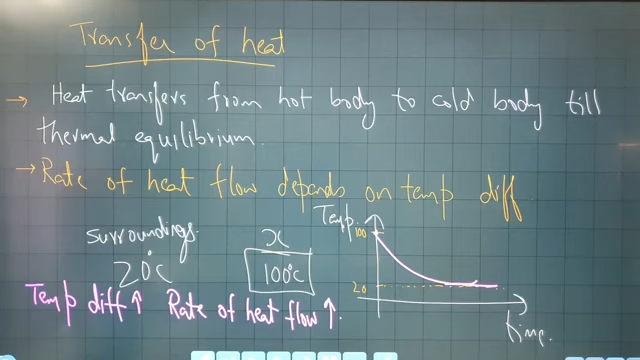 Transfer of heat
→ Heat transfers from hot body to cold body till
thermal equilibrium.
→ Rate of heat flow depends on temp diff.
Temp.
surroundings.
x
100
20°C
100°C
20
Temp diff ↑ Rate of heat flow ↑.
time.